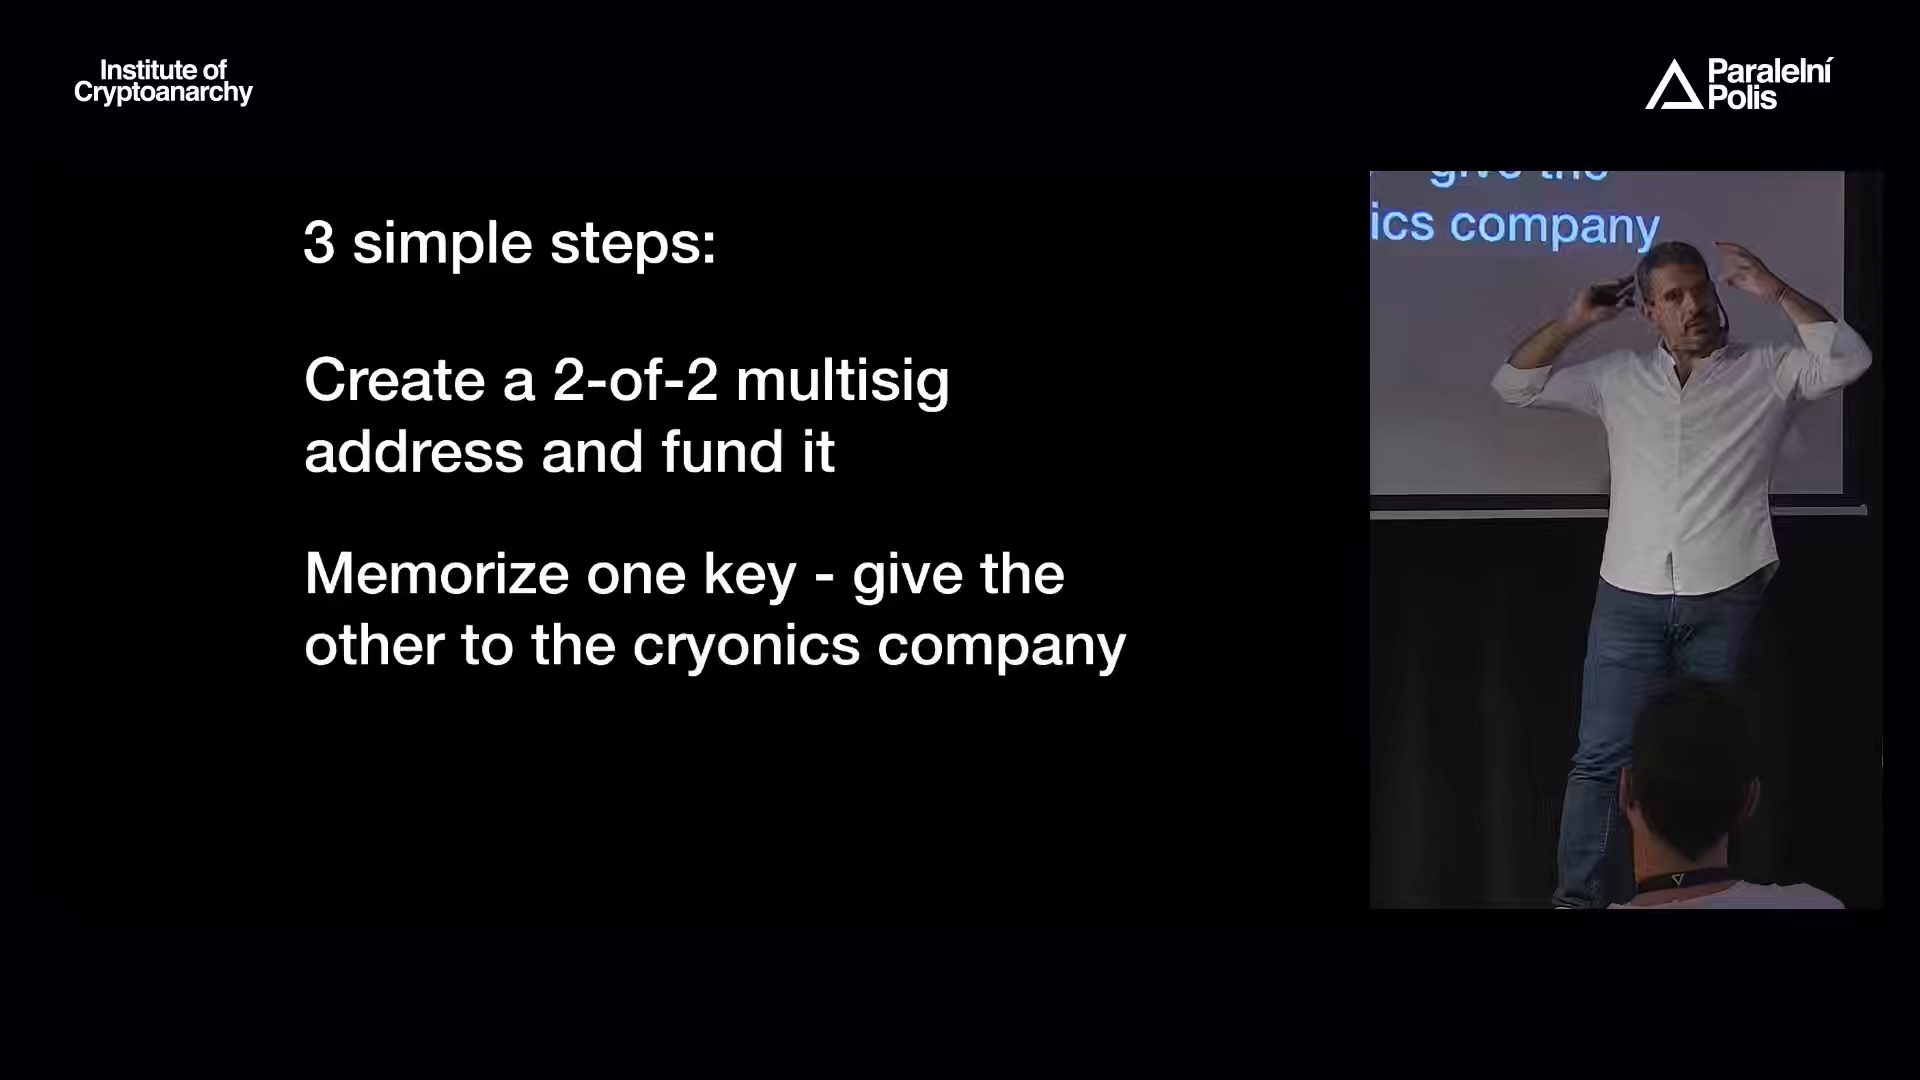 Institute of
Cryptoanarchy
Paralelní
Polis
3 simple steps:
Create a 2-of-2 multisig
address and fund it
Memorize one key - give the
other to the cryonics company
give the
ics company